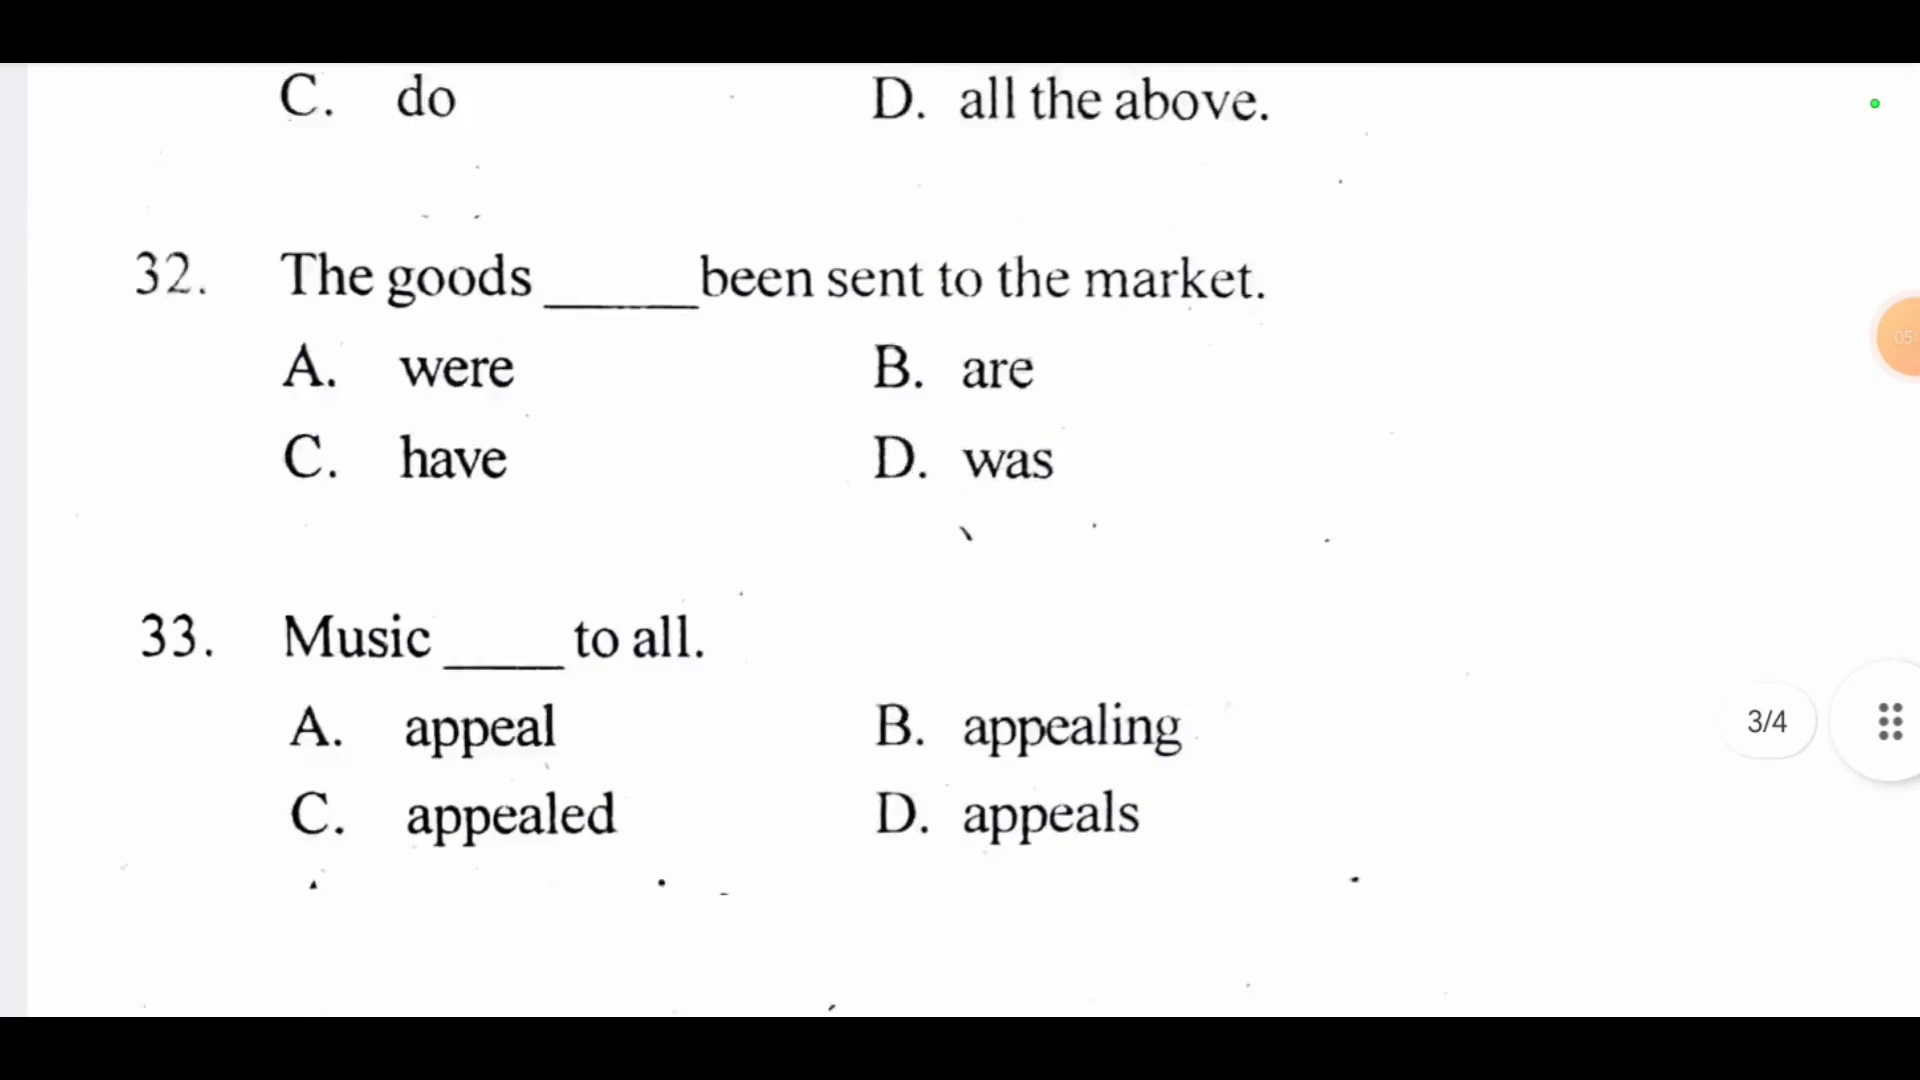 C. do D. all the above.
32. The goods _____ been sent to the market.
A. were B. are
C. have D. was
33. Music ____ to all.
A. appeal B. appealing
C. appealed D. appeals
05
3/4